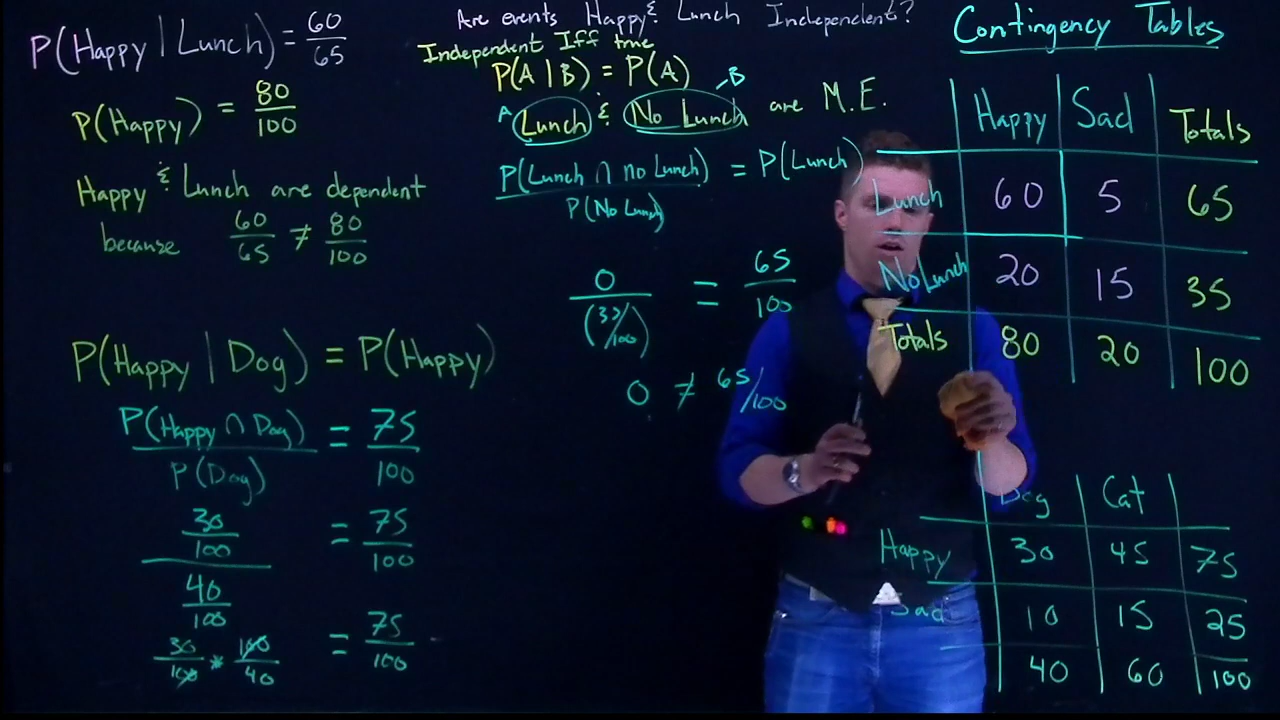 P(Happy | Lunch) = 60/65
P(Happy) = 80/100
Happy & Lunch are dependent
because 60/65 ≠ 80/100
P(Happy | Dog) = P(Happy)
P(Happy ∩ Dog)/P(Dog) = 75/100
30/100 / 40/100 = 75/100
30/100 * 100/40 = 75/100
Are events Happy & Lunch Independent?
Independent Iff true
P(A | B) = P(A)
A Lunch & No Lunch B are M.E.
P(Lunch ∩ no Lunch)/P(No Lunch) = P(Lunch)
0/(35/100) = 65/100
0 ≠ 65/100
Contingency Tables
Happy Sad Totals
Lunch 60 5 65
No Lunch 20 15 35
Totals 80 20 100
Dog Cat
Happy 30 45 75
Sad 10 15 25
40 60 100